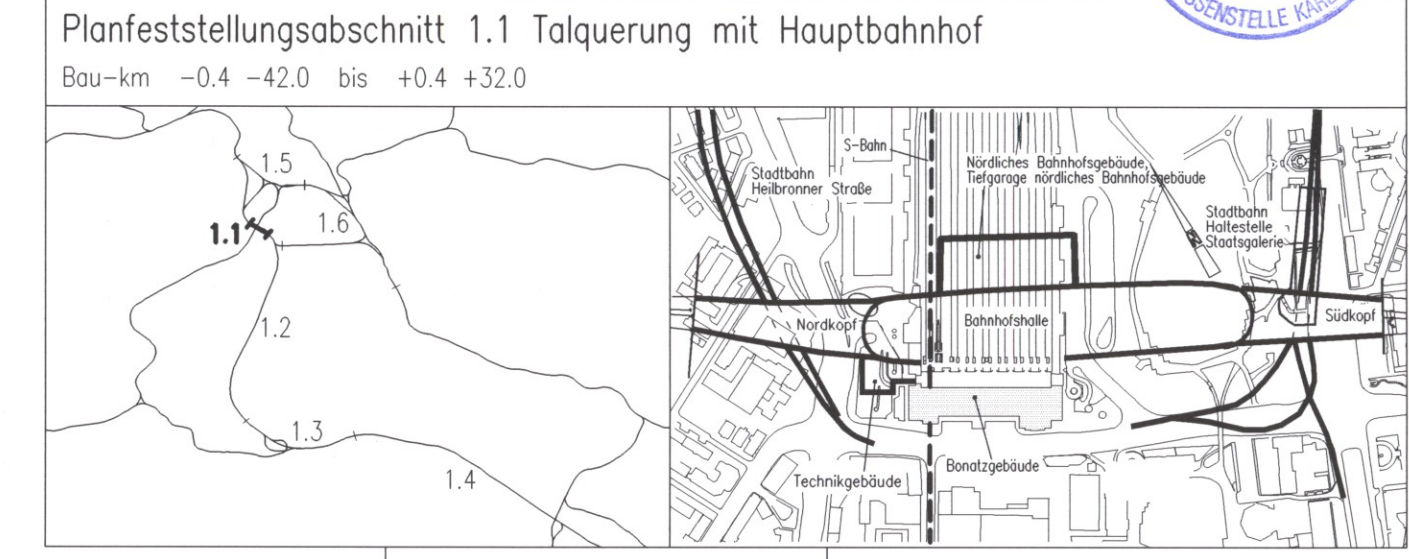 SSENSTELLE KARL
Planfeststellungsabschnitt 1.1 Talquerung mit Hauptbahnhof
Bau-km -0.4 -42.0 bis +0.4 +32.0
1.5
1.6
1.1
1.2
1.3
1.4
S-Bahn
Stadtbahn
Heilbronner Straße
Nördliches Bahnhofsgebäude,
Tiefgarage nördliches Bahnhofsgebäude
Stadtbahn
Haltestelle
Staatsgalerie
Nordkopf
Bahnhofshalle
Südkopf
Technikgebäude
Bonatzgebäude